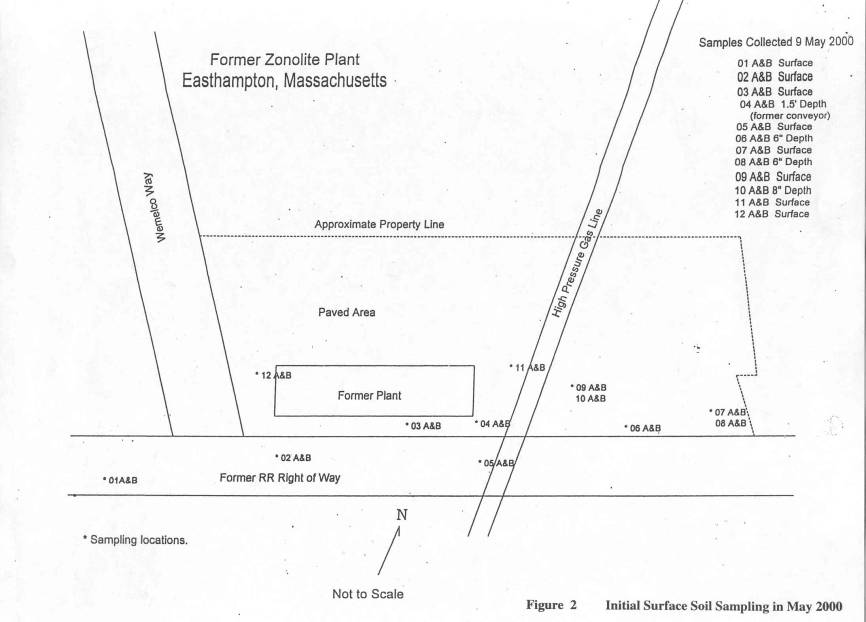 Former Zonolite Plant
Easthampton, Massachusetts
Samples Collected 9 May 2000
01 A&B Surface
02 A&B Surface
03 A&B Surface
04 A&B 1.5' Depth
(former conveyor)
05 A&B Surface
06 A&B 6" Depth
07 A&B Surface
08 A&B 6" Depth
09 A&B Surface
10 A&B 8" Depth
11 A&B Surface
12 A&B Surface
Wemelco Way
Approximate Property Line
High Pressure Gas Line
Paved Area
* 12 A&B
Former Plant
* 11 A&B
* 09 A&B
10 A&B
* 03 A&B
* 04 A&B
* 06 A&B
* 07 A&B
08 A&B
* 02 A&B
* 05 A&B
* 01A&B
Former RR Right of Way
N
* Sampling locations.
Not to Scale
Figure 2 Initial Surface Soil Sampling in May 2000